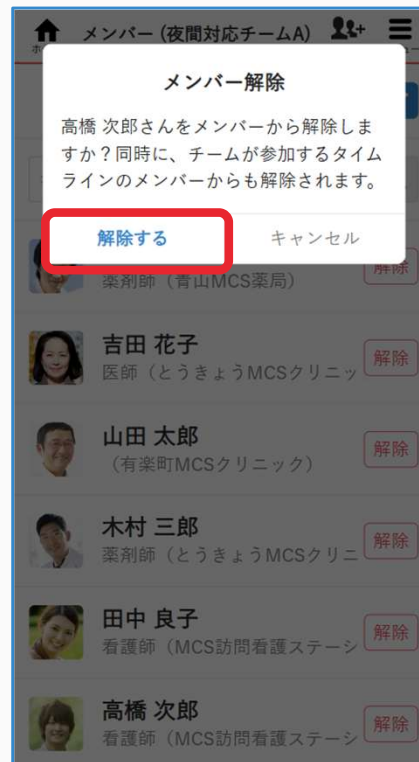 メンバー (夜間対応チームA)
メンバー解除
高橋 次郎さんをメンバーから解除しま
すか？同時に、チームが参加するタイム
ラインのメンバーからも解除されます。
解除する
キャンセル
解除
薬剤師（青山MCS薬局）
吉田 花子
解除
医師（とうきょうMCSクリニッ
山田 太郎
解除
（有楽町MCSクリニック）
木村 三郎
解除
薬剤師（とうきょうMCSクリニ
田中 良子
解除
看護師（MCS訪問看護ステーシ
高橋 次郎
解除
看護師（MCS訪問看護ステーシ